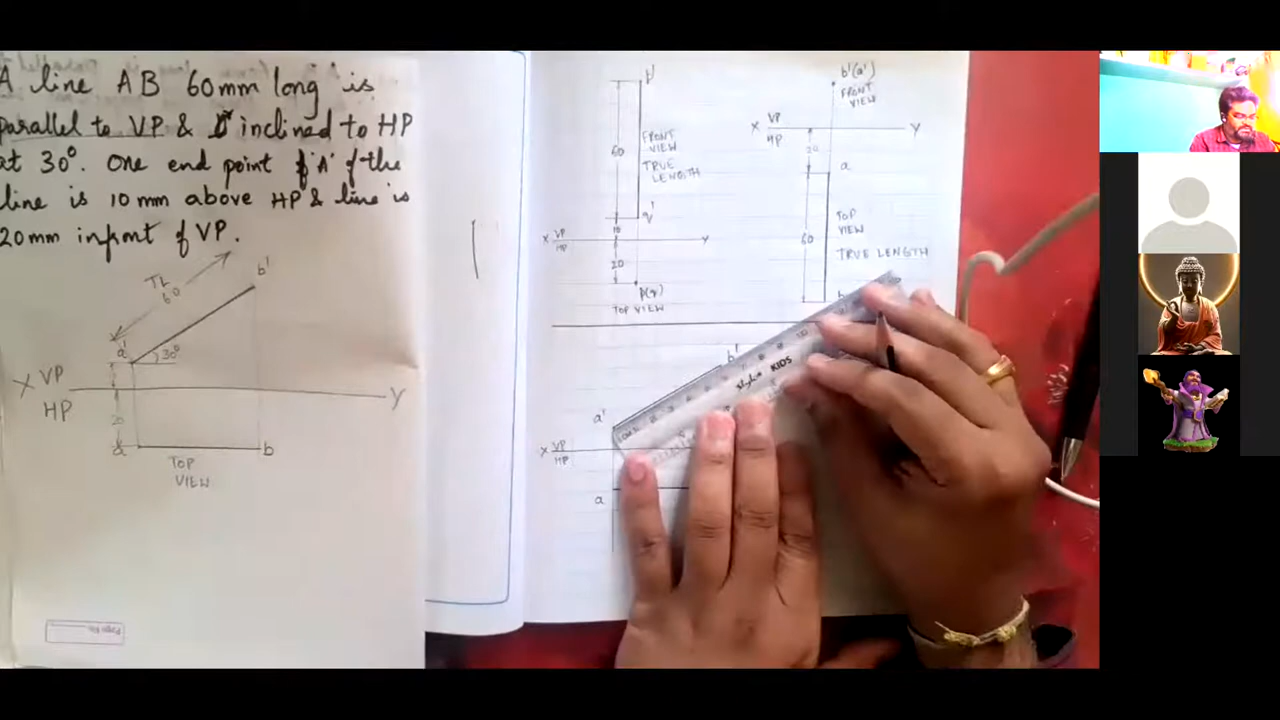 A line AB 60mm long is
parallel to VP & inclined to HP
at 30°. One end point of 'A' of the
line is 10mm above HP & line is
20mm infront of VP.
TL
60
b'
a'
30°
X VP
HP
Y
20
a
b
TOP
VIEW
p'
60
FRONT
VIEW
TRUE
LENGTH
q'
10
X VP
HP
Y
20
p(q)
TOP VIEW
b'(a')
FRONT
VIEW
X VP
HP
Y
20
a
TOP
VIEW
60
TRUE LENGTH
b'
a'
X VP
HP
a
KIDS